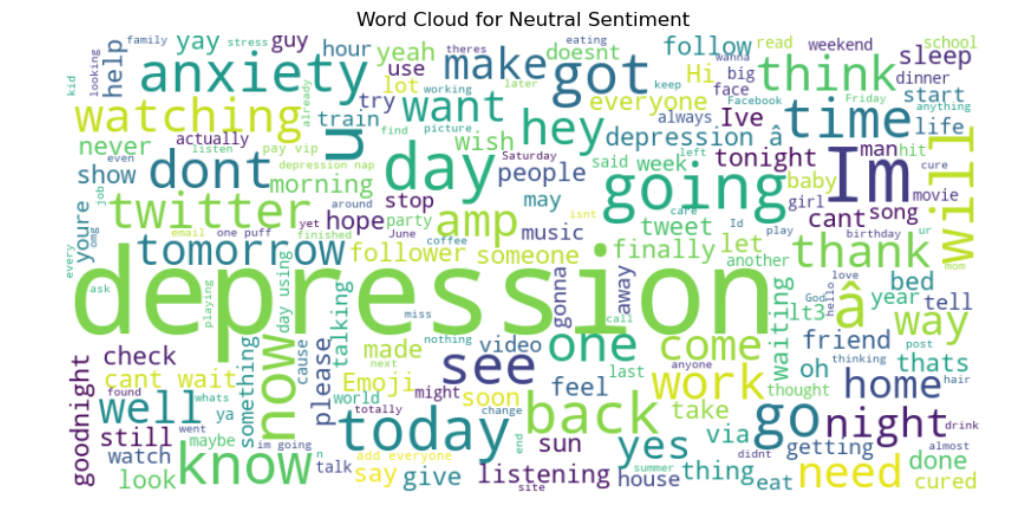 Word Cloud for Neutral Sentiment
family yay stress guy hour yeah theres eating follow read weekend school
kid looking help anxiety use make doesnt got Hi wanna big think sleep
watching already try lot working want later keep everyone face dinner start
never actually listen train find picture hey wish always Facebook Ive Friday time anything life
show even dont pay vip u depression nap day Saturday said depression â left tonight man hit cure
youre omg job morning stop people week going baby girl Im movie will
twitter around yet hope party amp may isnt care Id play cant song
every email one puff finished June coffee music tweet let birthday ur mom
tomorrow follower someone finally another thank
depression
ask playing day using talking gonna away waiting lt3 God hello love â bed year tell
miss call one come friend way post
goodnight check now cause please made nothing video see last anyone oh thinking thats
cant wait something world Emoji next might soon feel work thought home hair
found whats well ya totally change back take go night drink
still went maybe im going today end sun yes via getting didnt almost
watch know n add everyone
look talk say give listening summer house thing eat need done cured
site